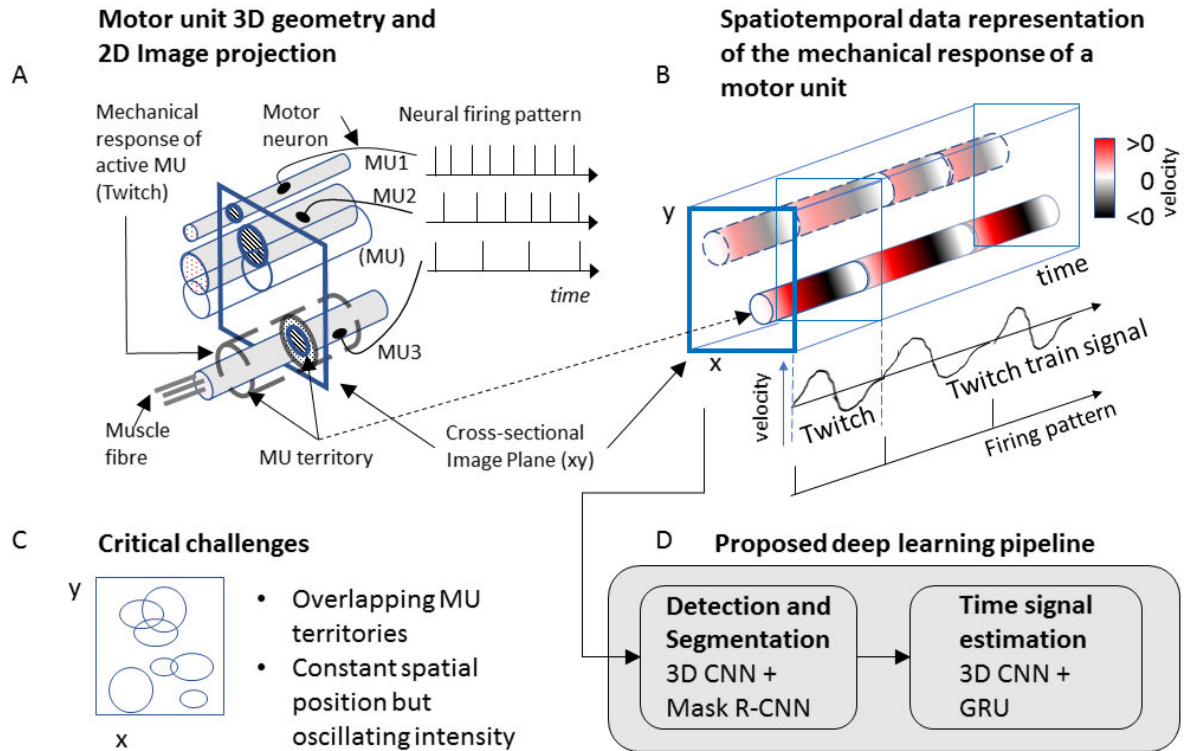 Motor unit 3D geometry and
2D Image projection
A
Mechanical
response of
active MU
(Twitch)
Motor
neuron
Neural firing pattern
MU1
MU2
(MU)
MU3
time
Muscle
fibre
MU territory
Cross-sectional
Image Plane (xy)
Spatiotemporal data representation
of the mechanical response of a
motor unit
B
y
x
>0
0
<0
velocity
time
velocity
Twitch
Twitch train signal
Firing pattern
C
Critical challenges
y
x
• Overlapping MU
territories
• Constant spatial
position but
oscillating intensity
D
Proposed deep learning pipeline
Detection and
Segmentation
3D CNN +
Mask R-CNN
Time signal
estimation
3D CNN +
GRU